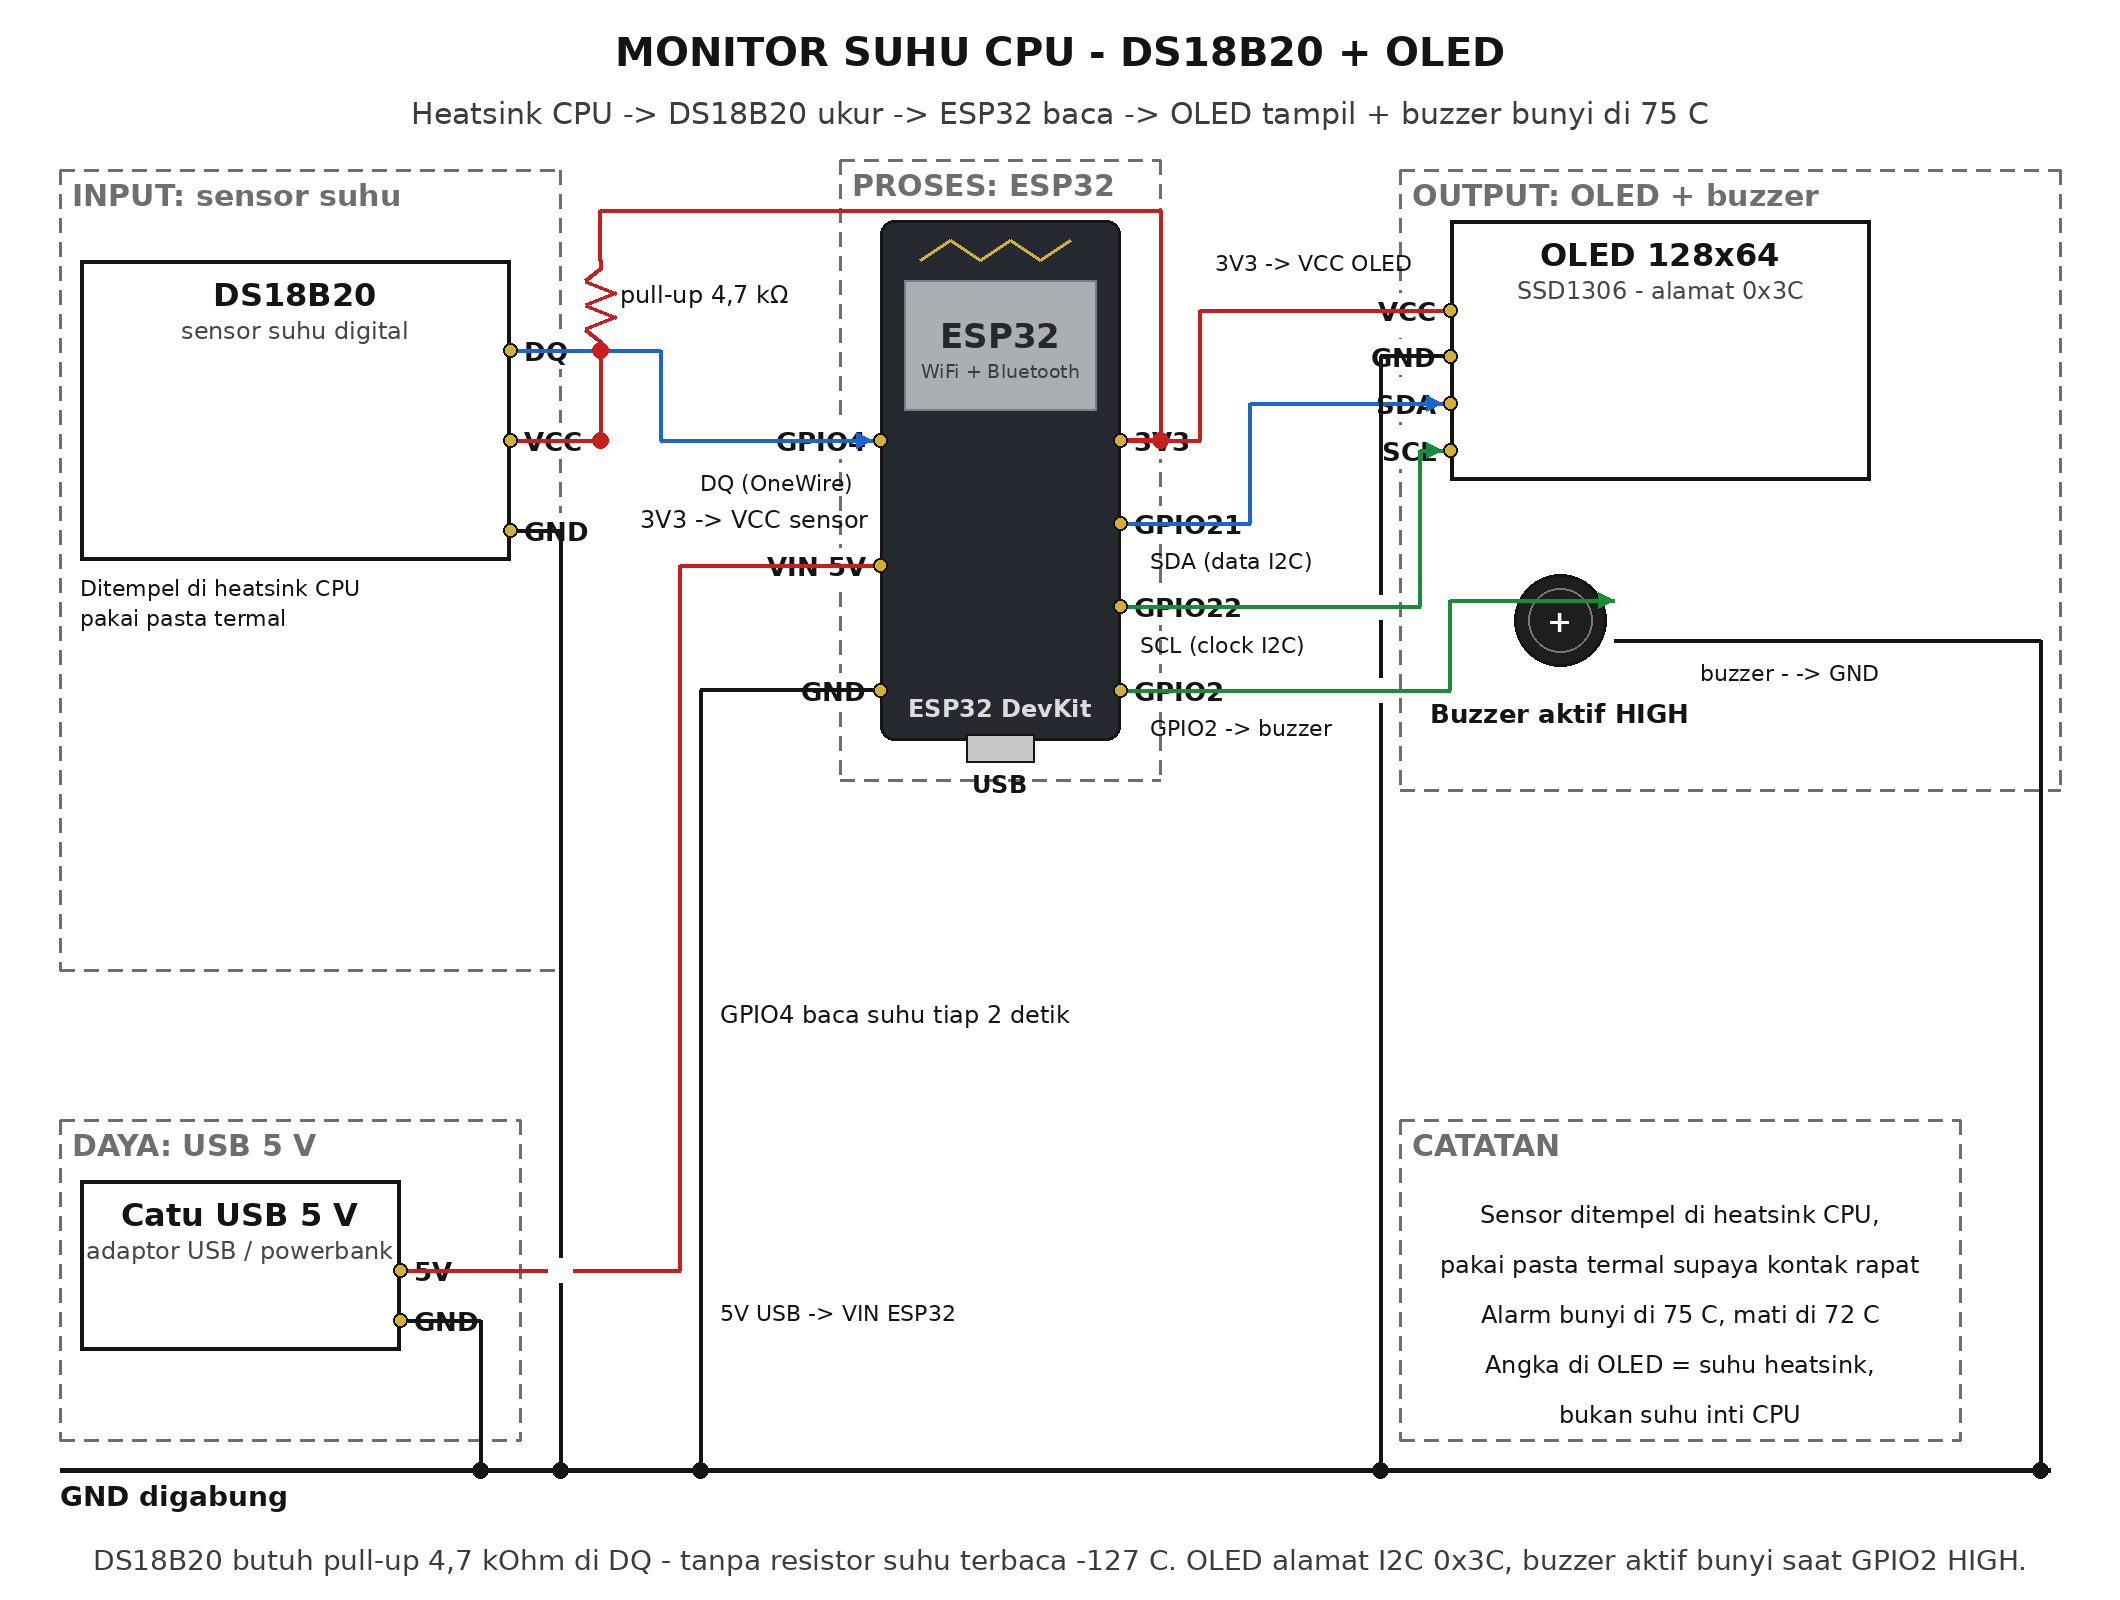 MONITOR SUHU CPU - DS18B20 + OLED
Heatsink CPU -> DS18B20 ukur -> ESP32 baca -> OLED tampil + buzzer bunyi di 75 C
INPUT: sensor suhu
DS18B20
sensor suhu digital
DQ
VCC
GND
Ditempel di heatsink CPU
pakai pasta termal
pull-up 4,7 kΩ
PROSES: ESP32
ESP32
WiFi + Bluetooth
GPIO4
DQ (OneWire)
3V3 -> VCC sensor
VIN 5V
GND
3V3
GPIO21
SDA (data I2C)
GPIO22
SCL (clock I2C)
GPIO2
GPIO2 -> buzzer
ESP32 DevKit
USB
3V3 -> VCC OLED
OUTPUT: OLED + buzzer
OLED 128x64
SSD1306 - alamat 0x3C
VCC
GND
SDA
SCL
+
buzzer - -> GND
Buzzer aktif HIGH
GPIO4 baca suhu tiap 2 detik
DAYA: USB 5 V
Catu USB 5 V
adaptor USB / powerbank
5V
GND
5V USB -> VIN ESP32
CATATAN
Sensor ditempel di heatsink CPU,
pakai pasta termal supaya kontak rapat
Alarm bunyi di 75 C, mati di 72 C
Angka di OLED = suhu heatsink,
bukan suhu inti CPU
GND digabung
DS18B20 butuh pull-up 4,7 kOhm di DQ - tanpa resistor suhu terbaca -127 C. OLED alamat I2C 0x3C, buzzer aktif bunyi saat GPIO2 HIGH.